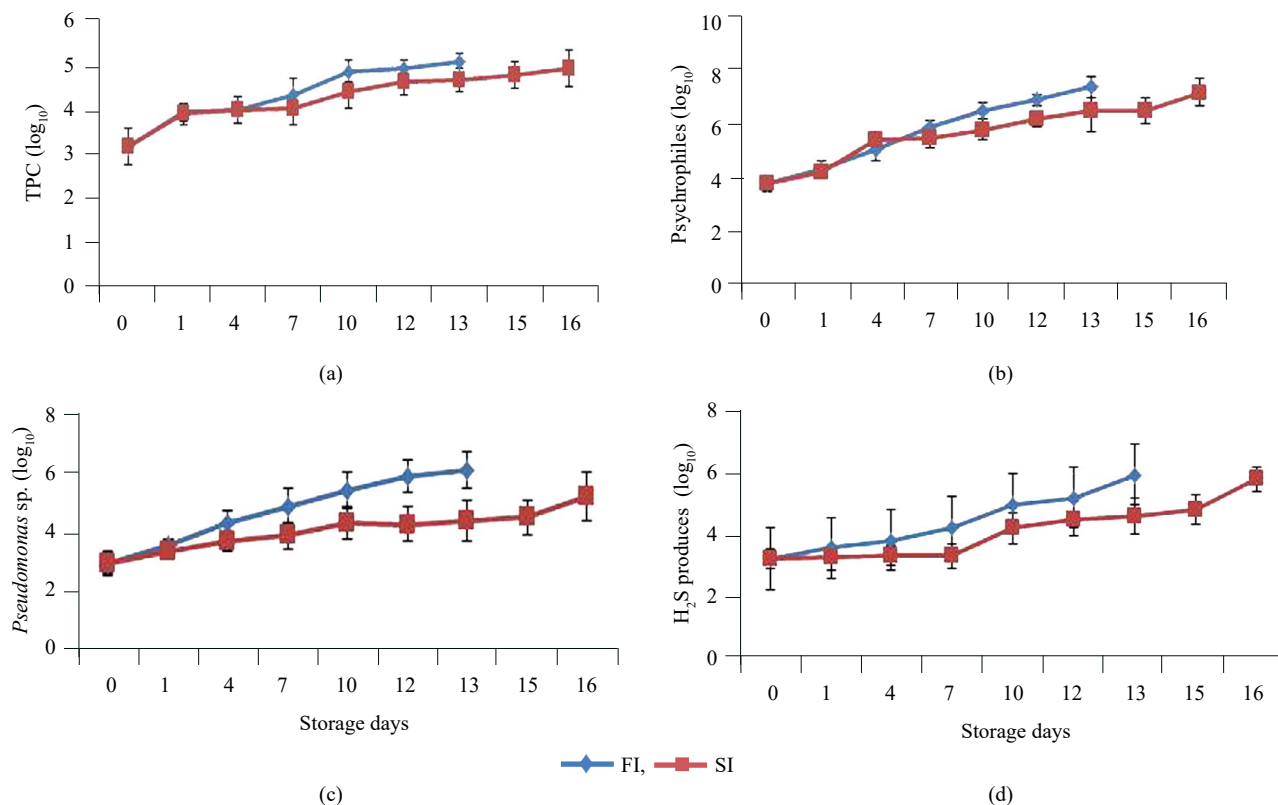 6
5
4
3
2
1
0
TPC (log₁₀)
0 1 4 7 10 12 13 15 16
(a)
10
8
6
4
2
0
Psychrophiles (log₁₀)
0 1 4 7 10 12 13 15 16
(b)
8
6
4
2
0
Pseudomonas sp. (log₁₀)
0 1 4 7 10 12 13 15 16
Storage days
(c)
8
6
4
2
0
H₂S produces (log₁₀)
0 1 4 7 10 12 13 15 16
Storage days
(d)
FI, SI